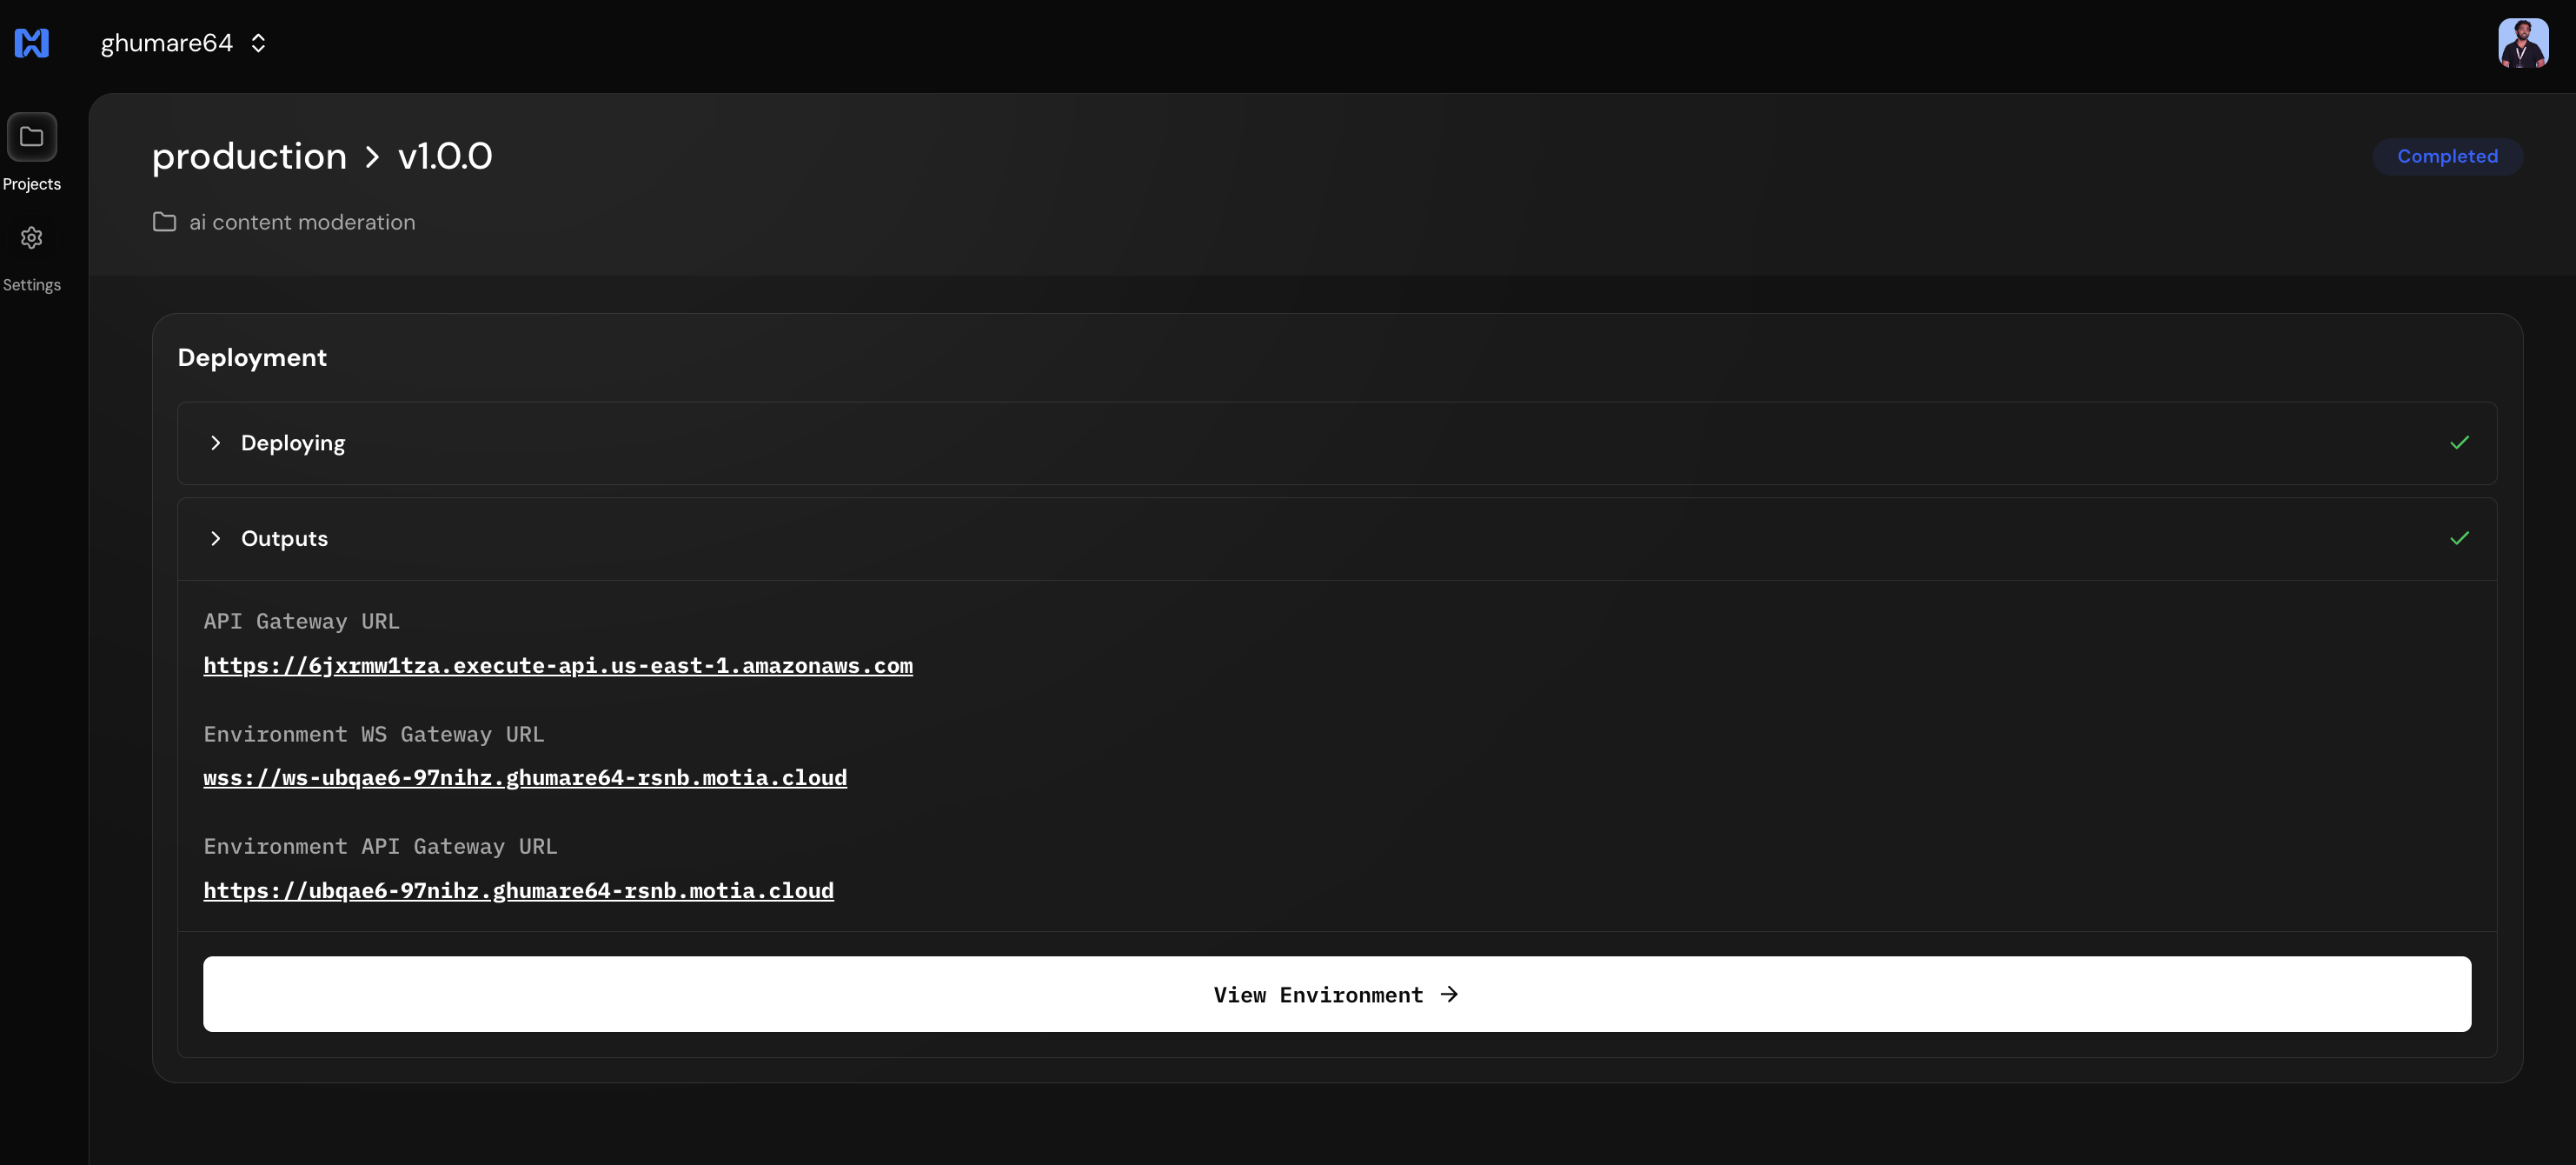 ghumare64
Projects
Settings
production > v1.0.0
Completed
ai content moderation
Deployment
Deploying
Outputs
API Gateway URL
https://6jxrmw1tza.execute-api.us-east-1.amazonaws.com
Environment WS Gateway URL
wss://ws-ubqae6-97nihz.ghumare64-rsnb.motia.cloud
Environment API Gateway URL
https://ubqae6-97nihz.ghumare64-rsnb.motia.cloud
View Environment →